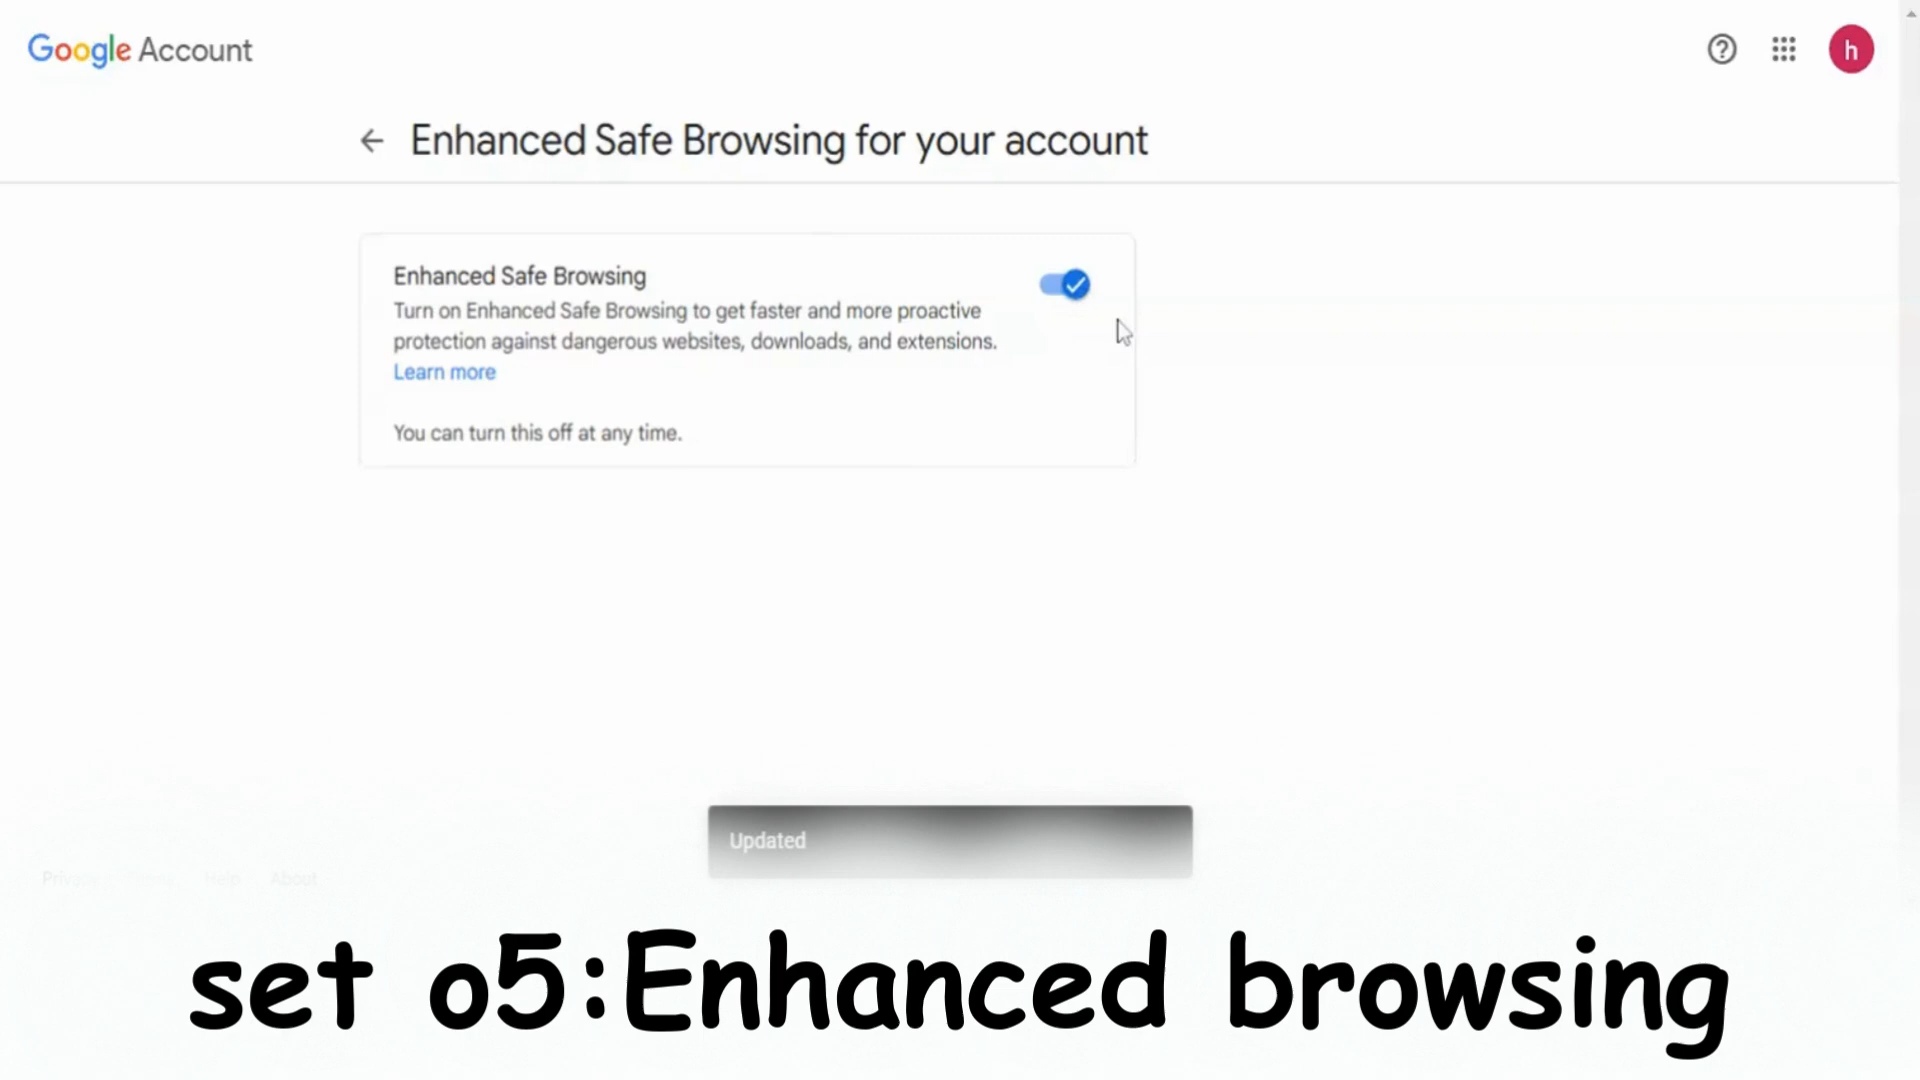 Google Account
h
Enhanced Safe Browsing for your account
Enhanced Safe Browsing
Turn on Enhanced Safe Browsing to get faster and more proactive
protection against dangerous websites, downloads, and extensions.
Learn more
You can turn this off at any time.
Updated
Help About
set o5:Enhanced browsing